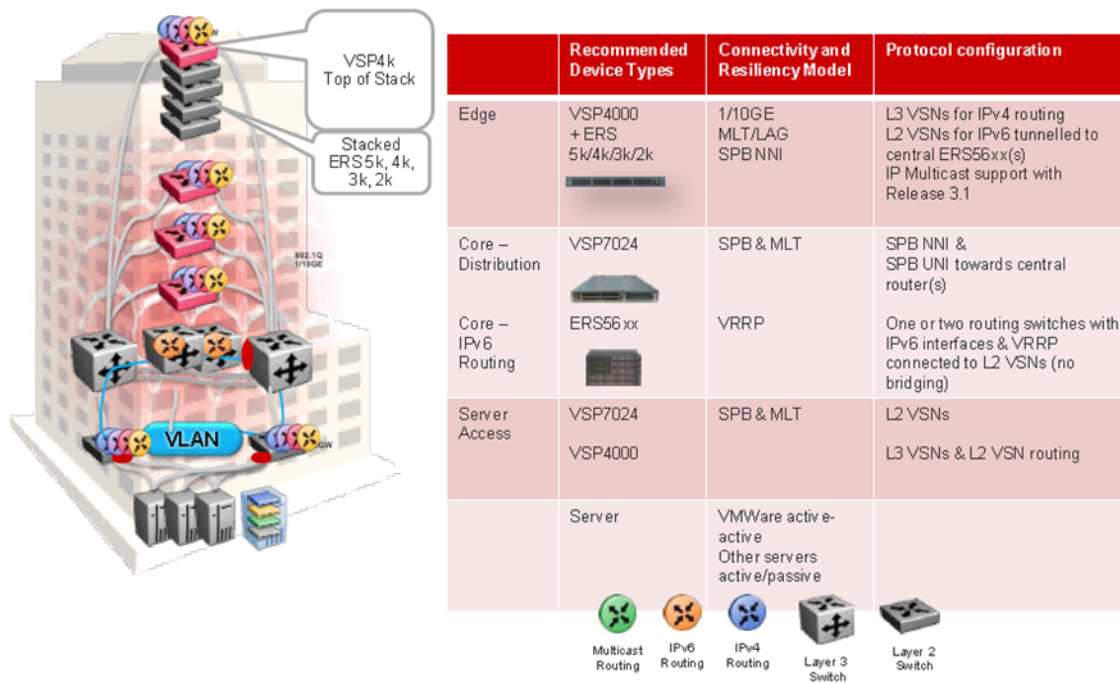 VSP4k
Top of Stack
Stacked
ERS5k, 4k,
3k, 2k
802.1Q
1/10GE
VLAN
Recommended
Device Types
Connectivity and
Resiliency Model
Protocol configuration
Edge
VSP4000
+ ERS
5k/4k/3k/2k
1/10GE
MLT/LAG
SPB NNI
L3 VSNs for IPv4 routing
L2 VSNs for IPv6 tunnelled to
central ERS56xx(s)
IP Multicast support with
Release 3.1
Core –
Distribution
VSP7024
SPB & MLT
SPB NNI &
SPB UNI towards central
router(s)
Core –
IPv6
Routing
ERS56xx
VRRP
One or two routing switches with
IPv6 interfaces & VRRP
connected to L2 VSNs (no
bridging)
Server
Access
VSP7024
SPB & MLT
L2 VSNs
VSP4000
L3 VSNs & L2 VSN routing
Server
VMWare active-
active
Other servers
active/passive
Multicast
Routing
IPv6
Routing
IPv4
Routing
Layer 3
Switch
Layer 2
Switch